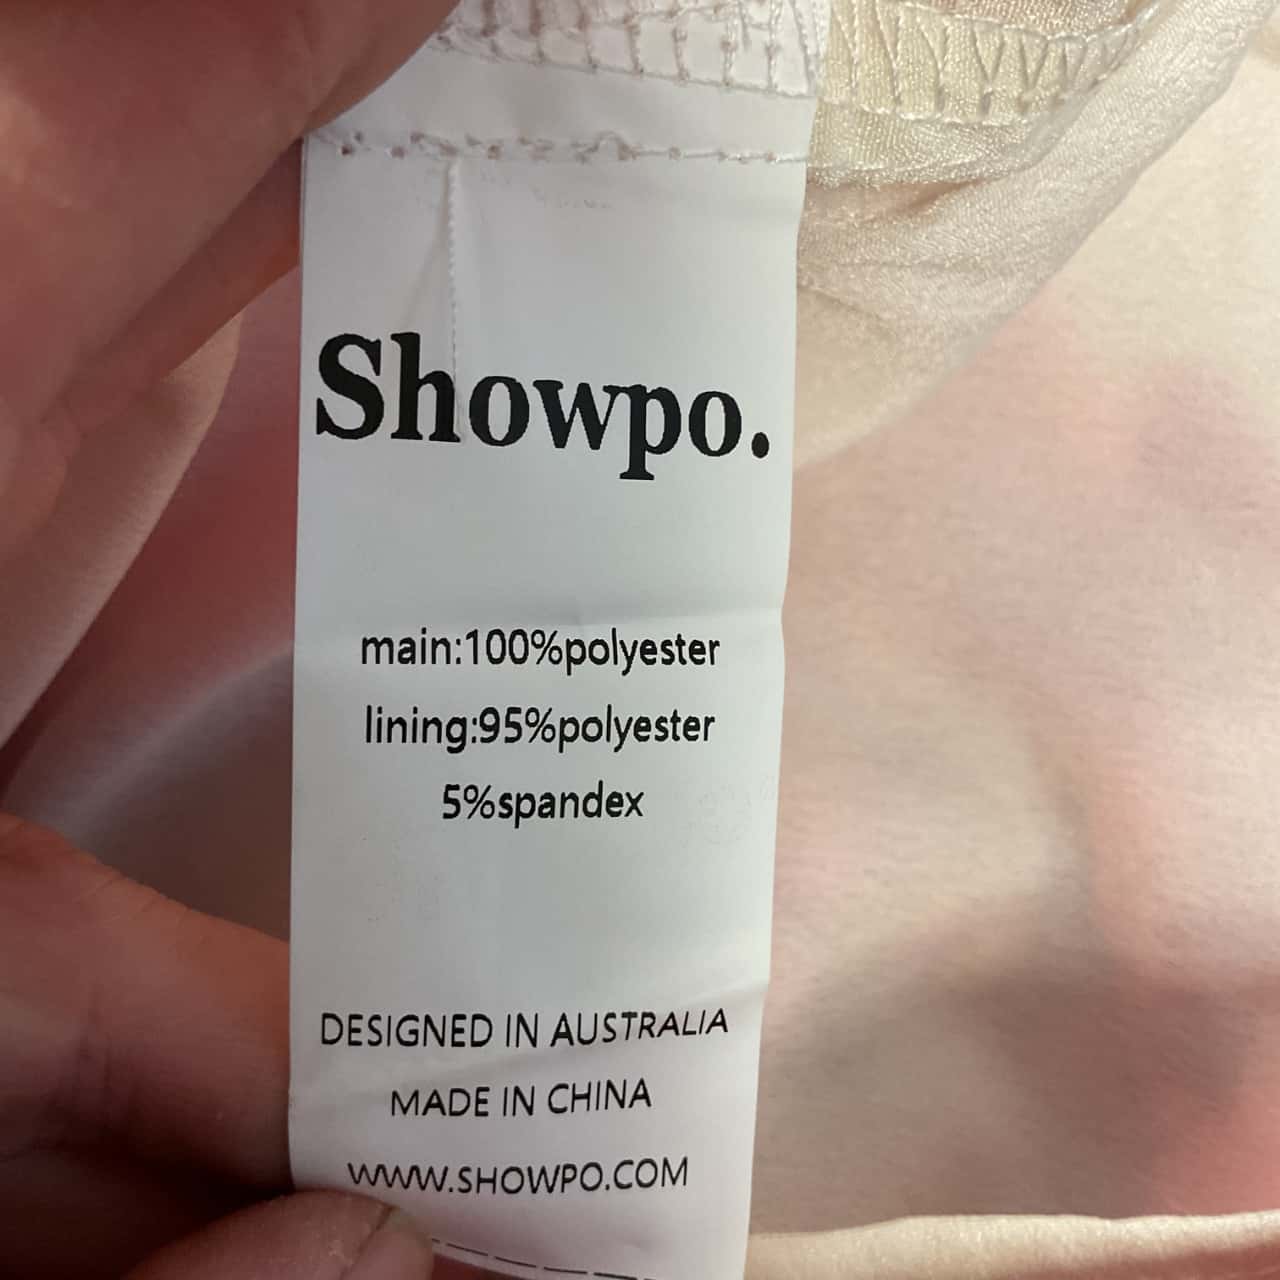 Showpo.
main:100%polyester
lining:95%polyester
5%spandex
DESIGNED IN AUSTRALIA
MADE IN CHINA
WWW.SHOWPO.COM